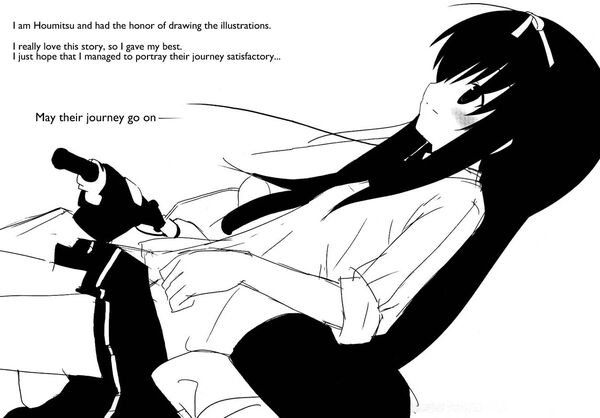 I am Houmitsu and had the honor of drawing the illustrations.
I really love this story, so I gave my best.
I just hope that I managed to portray their journey satisfactory...
May their journey go on